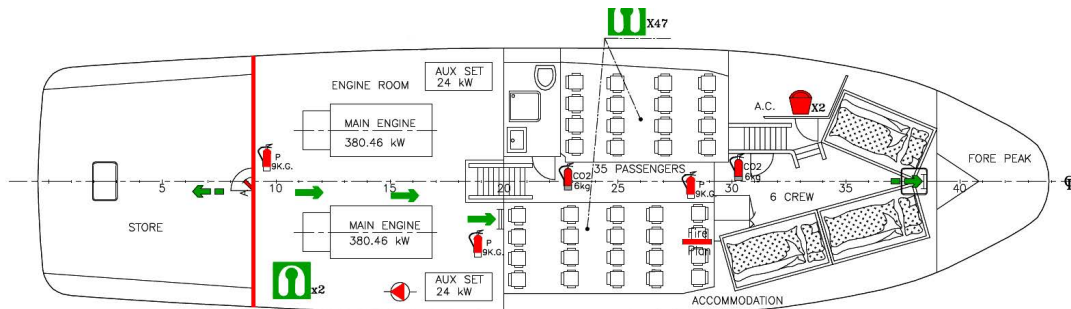 X47
ENGINE ROOM
AUX SET
24 kW
MAIN ENGINE
380.46 kW
A.C.
X2
P
9K.G.
CO2
6kg
35 PASSENGERS
CO2
6kg
P
9K.G.
FORE PEAK
A
10
15
20
25
30
35
40
6 CREW
STORE
MAIN ENGINE
380.46 kW
P
9K.G.
Fire
Plan
x2
AUX SET
24 kW
ACCOMMODATION